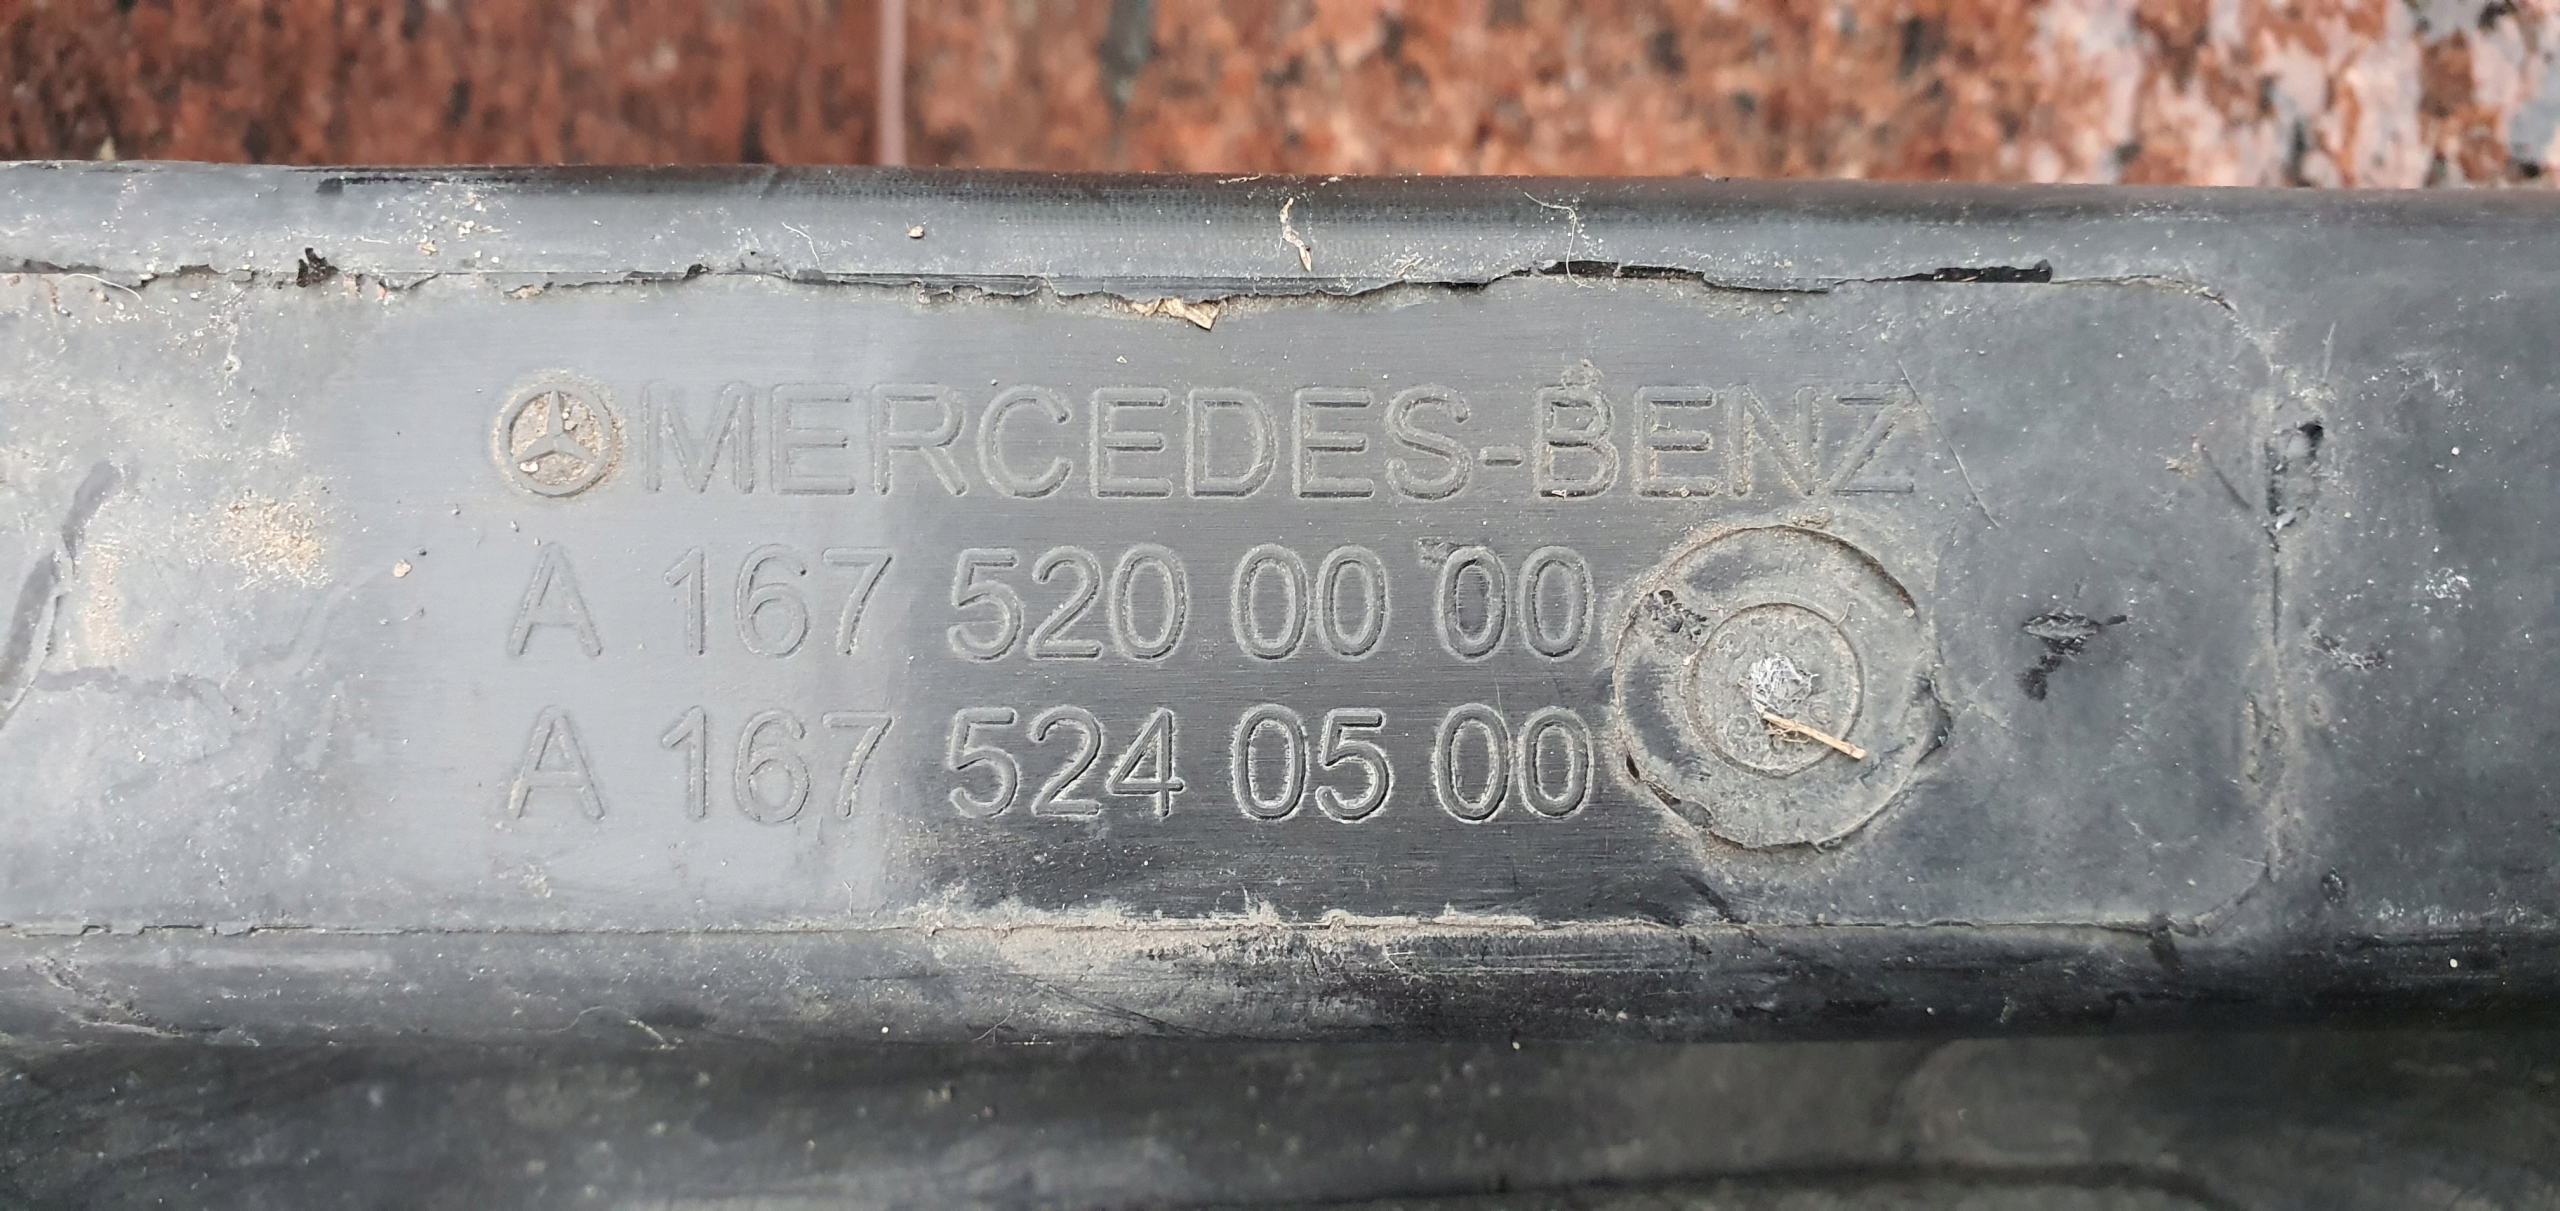 MERCEDES-BENZ
A 167 520 00 00
A 167 524 05 00